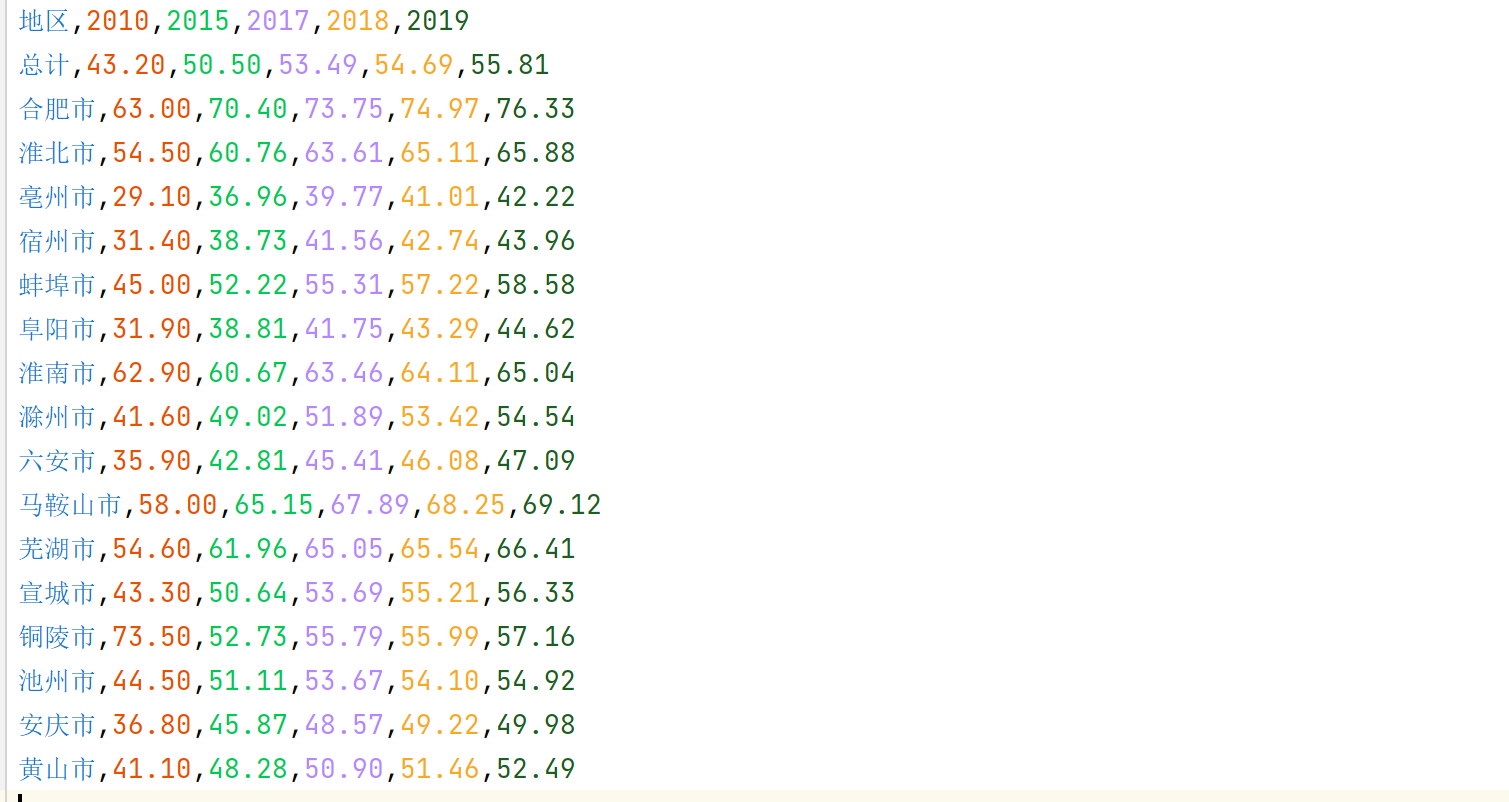 地区,2010,2015,2017,2018,2019
总计,43.20,50.50,53.49,54.69,55.81
合肥市,63.00,70.40,73.75,74.97,76.33
淮北市,54.50,60.76,63.61,65.11,65.88
亳州市,29.10,36.96,39.77,41.01,42.22
宿州市,31.40,38.73,41.56,42.74,43.96
蚌埠市,45.00,52.22,55.31,57.22,58.58
阜阳市,31.90,38.81,41.75,43.29,44.62
淮南市,62.90,60.67,63.46,64.11,65.04
滁州市,41.60,49.02,51.89,53.42,54.54
六安市,35.90,42.81,45.41,46.08,47.09
马鞍山市,58.00,65.15,67.89,68.25,69.12
芜湖市,54.60,61.96,65.05,65.54,66.41
宣城市,43.30,50.64,53.69,55.21,56.33
铜陵市,73.50,52.73,55.79,55.99,57.16
池州市,44.50,51.11,53.67,54.10,54.92
安庆市,36.80,45.87,48.57,49.22,49.98
黄山市,41.10,48.28,50.90,51.46,52.49